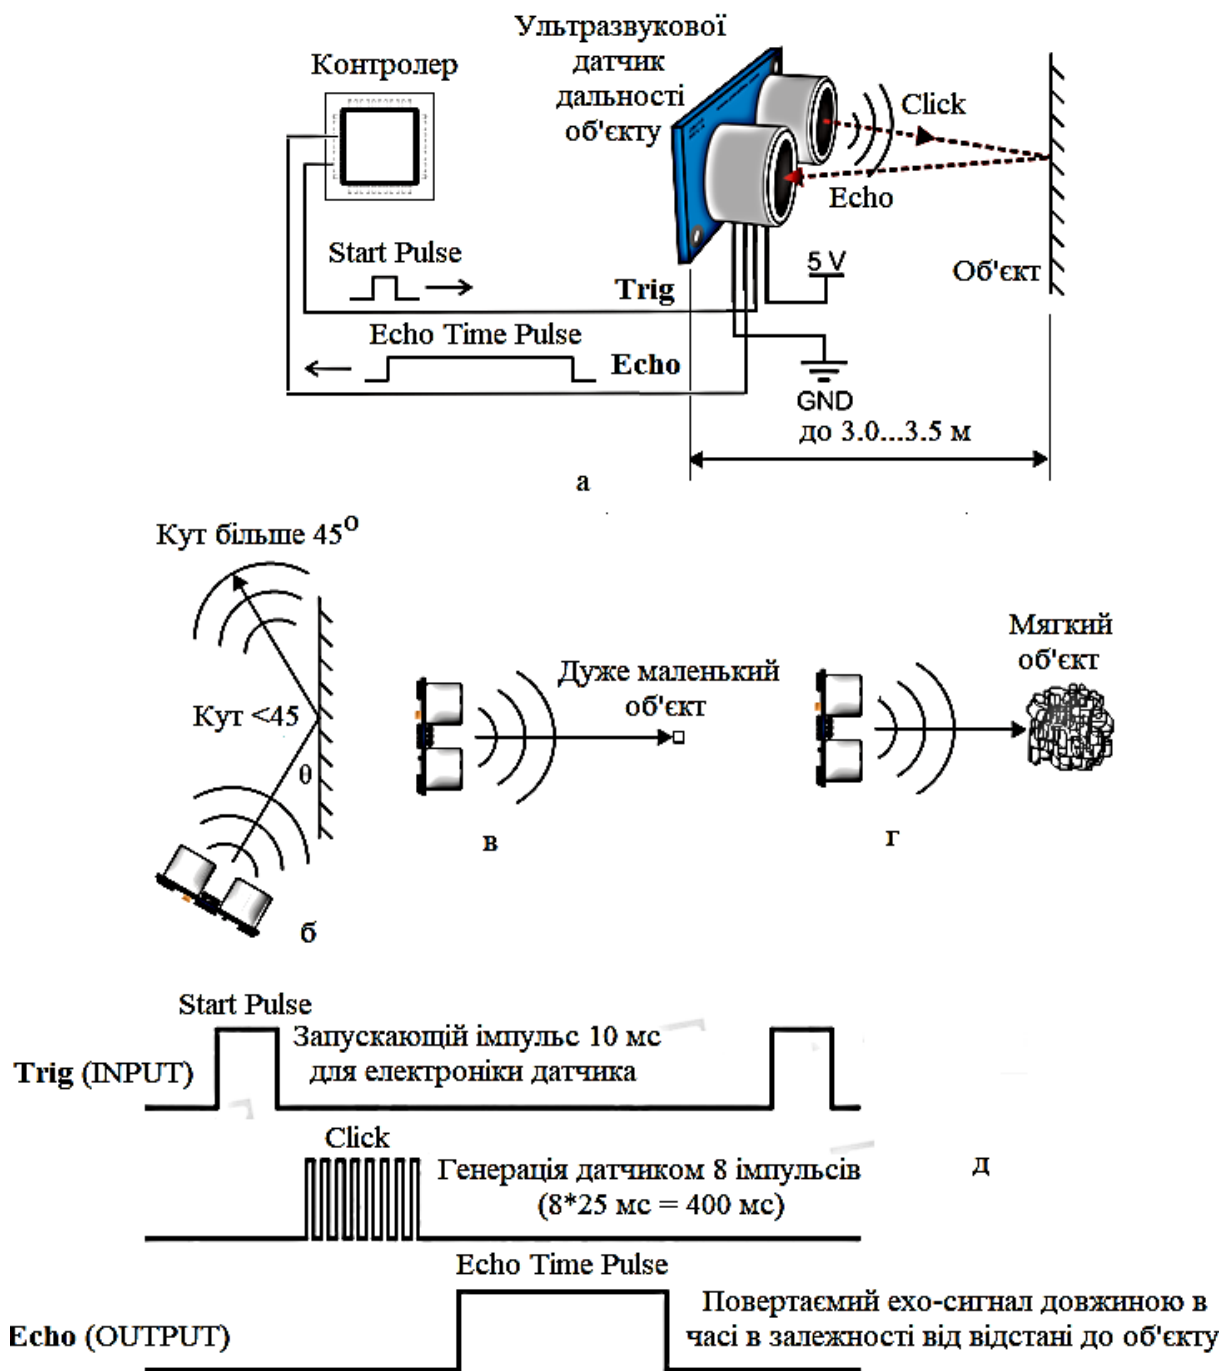 Ультразвукової
датчик
дальності
об'єкту
Контролер
Click
Echo
Start Pulse
Trig
5 V
Об'єкт
Echo Time Pulse
Echo
GND
до 3.0...3.5 м
а
Кут більше 45°
Кут <45
θ
б
Дуже маленький
об'єкт
в
Мягкий
об'єкт
г
Start Pulse
Trig (INPUT)
Запускающій імпульс 10 мс
для електроніки датчика
Click
Генерація датчиком 8 імпульсів
(8*25 мс = 400 мс)
д
Echo Time Pulse
Echo (OUTPUT)
Повертаємий ехо-сигнал довжиною в
часі в залежності від відстані до об'єкту